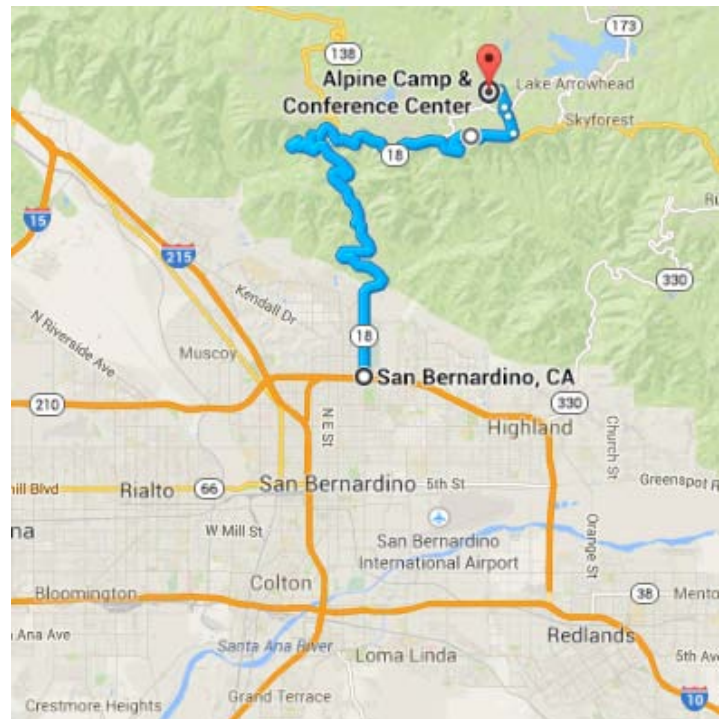 173
138
Alpine Camp &
Conference Center
Lake Arrowhead
Skyforest
18
15
215
330
Kendall Dr
N Riverside Ave
Muscoy
18
San Bernardino, CA
210
N E St
330
Highland
Church St
Greenspot R
ill Blvd
Rialto
66
San Bernardino
5th St
W Mill St
na
San Bernardino
International Airport
Orange St
Colton
Bloomington
38
Mento
Ana Ave
Santa Ana River
Redlands
Loma Linda
5th Av
Grand Terrace
Crestmore Heights
10